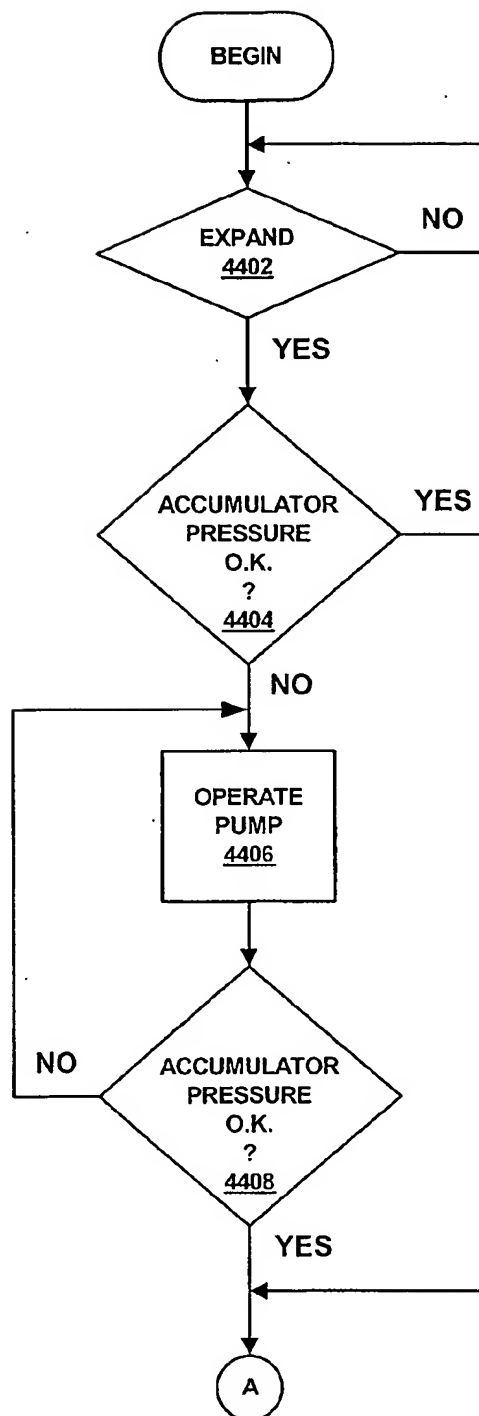 BEGIN
EXPAND
4402
NO
YES
ACCUMULATOR
PRESSURE
O.K.
?
4404
YES
NO
OPERATE
PUMP
4406
NO
ACCUMULATOR
PRESSURE
O.K.
?
4408
YES
A